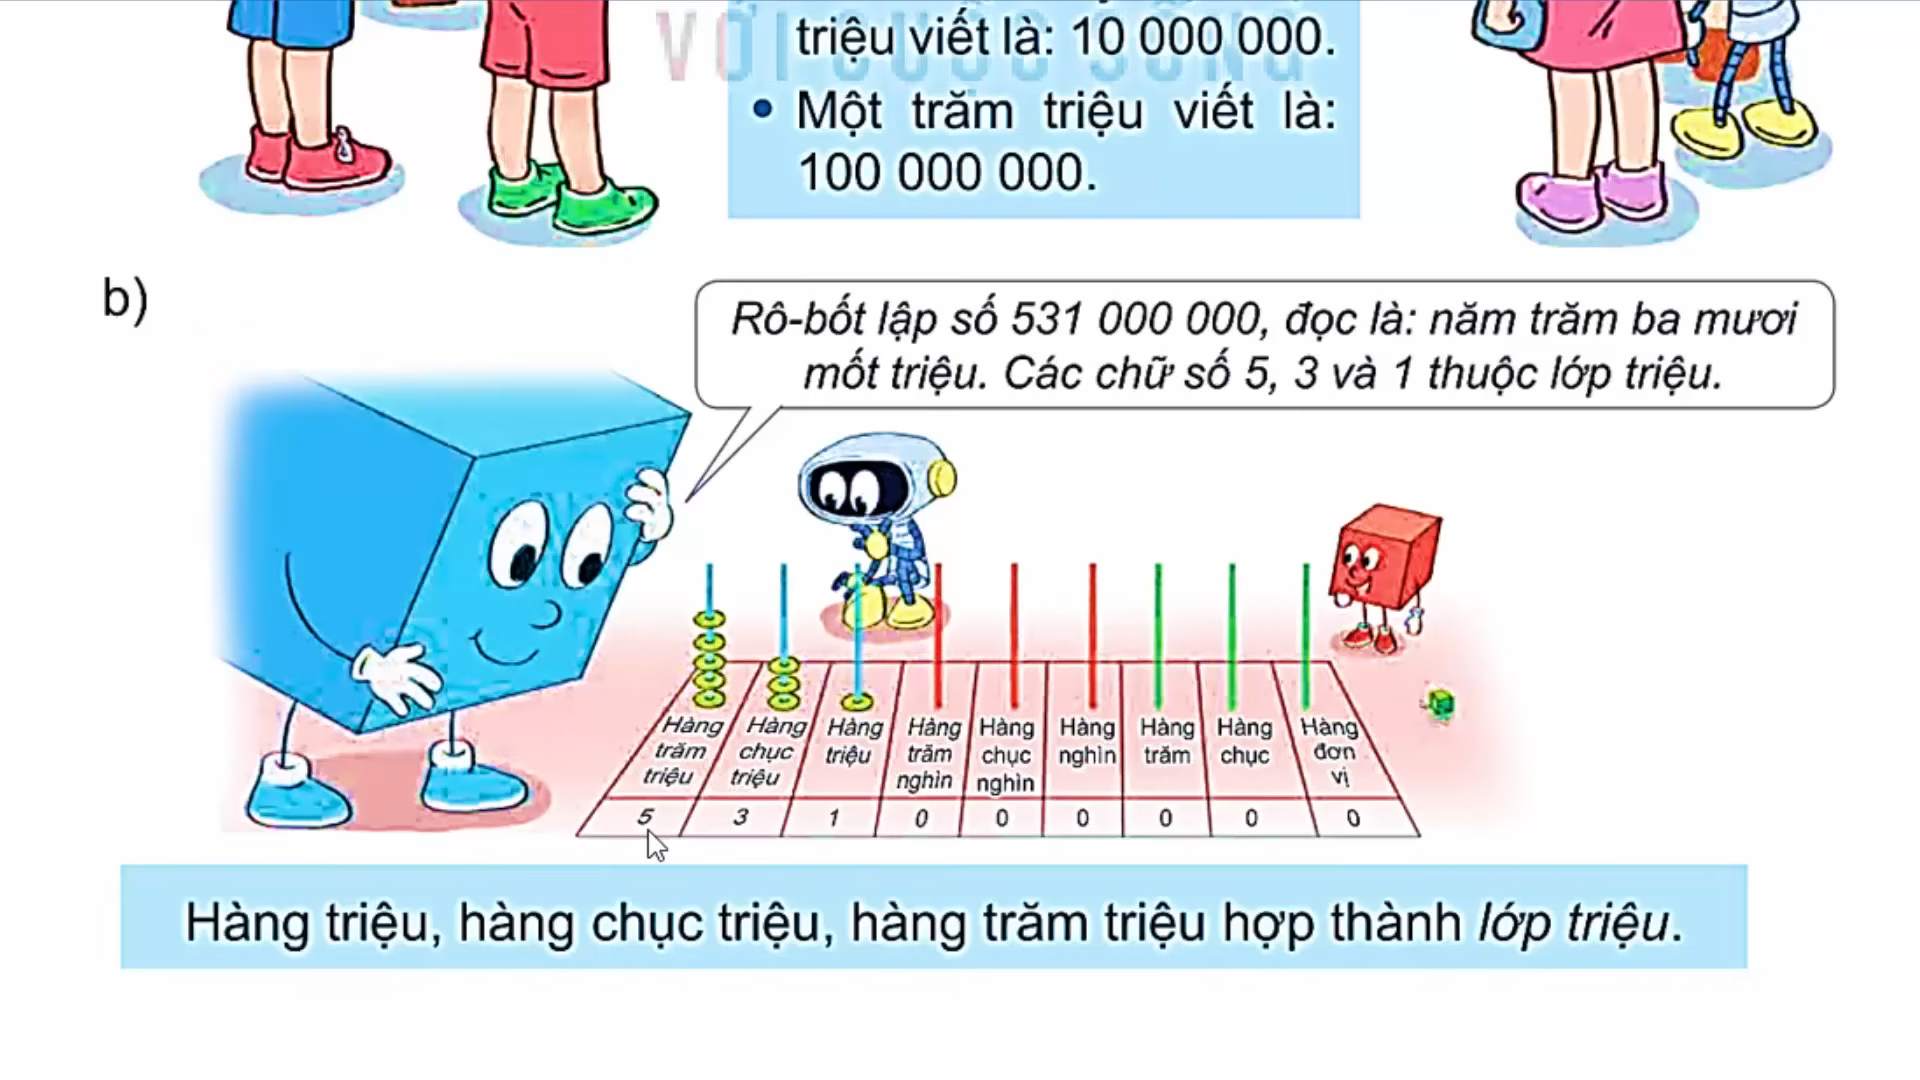 triệu viết là: 10 000 000.
VỚI CUỘC SỐNG
• Một trăm triệu viết là:
100 000 000.
b)
Rô-bốt lập số 531 000 000, đọc là: năm trăm ba mươi
mốt triệu. Các chữ số 5, 3 và 1 thuộc lớp triệu.
Hàng trăm triệu
Hàng chục triệu
Hàng triệu
Hàng trăm nghìn
Hàng chục nghìn
Hàng nghìn
Hàng trăm
Hàng chục
Hàng đơn vị
5 3 1 0 0 0 0 0 0
Hàng triệu, hàng chục triệu, hàng trăm triệu hợp thành lớp triệu.